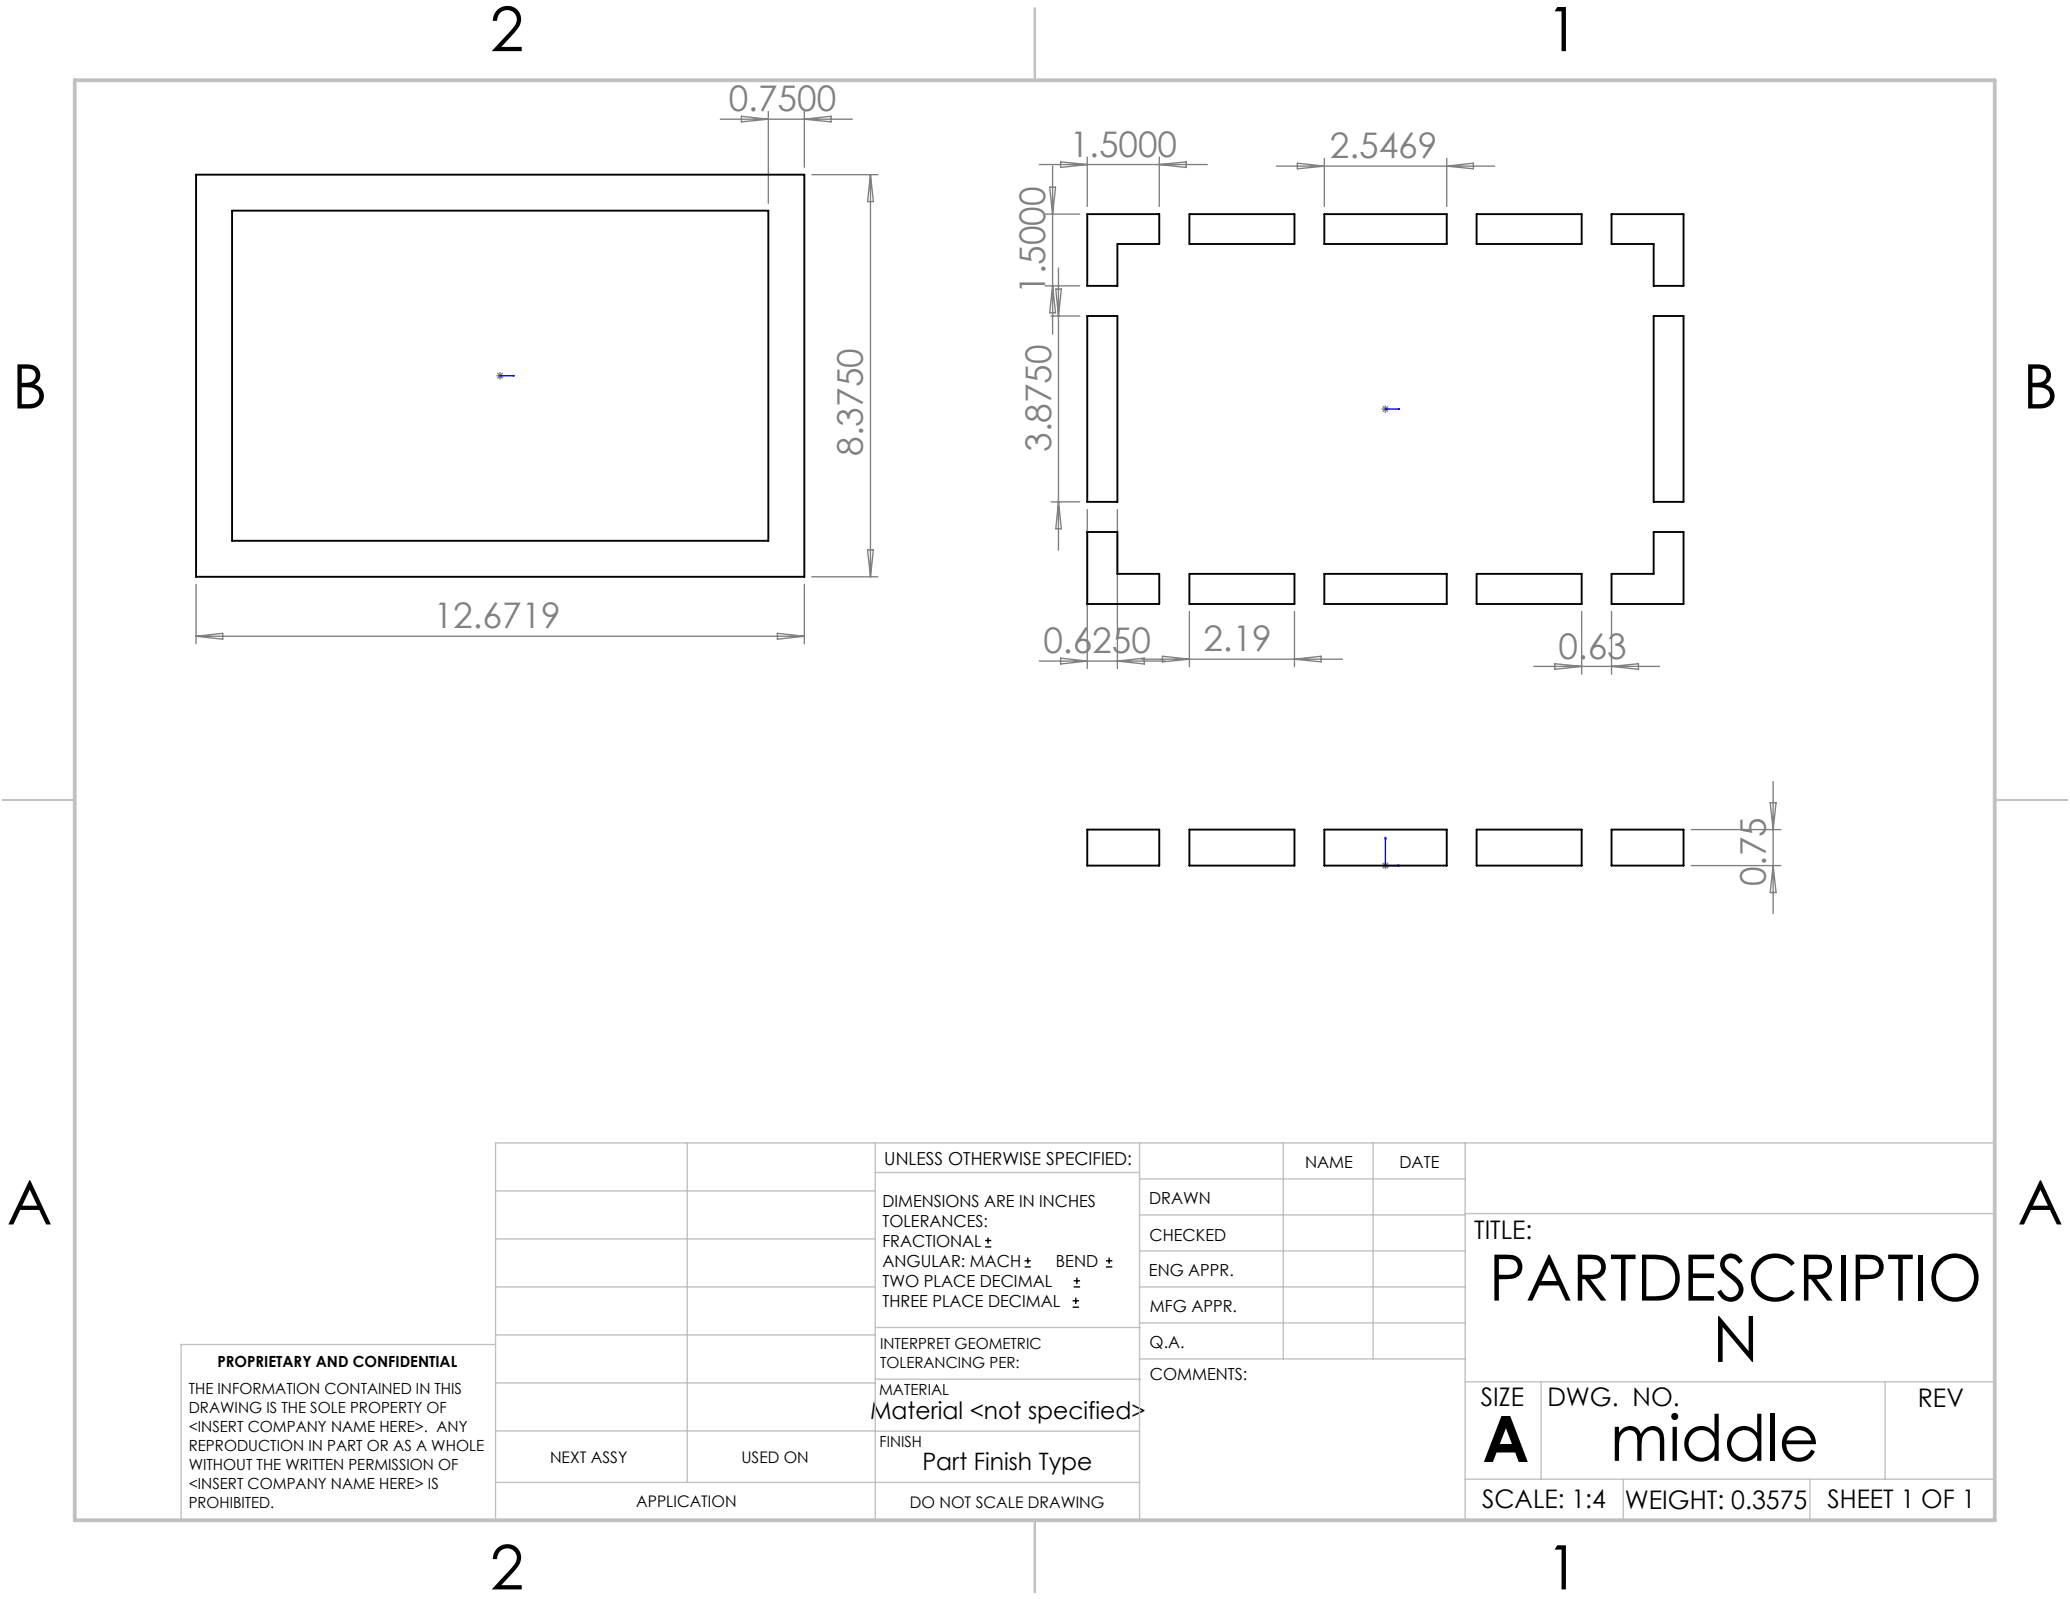 2
1
0.7500
1.5000
2.5469
1.5000
B
8.3750
3.8750
B
12.6719
0.6250
2.19
0.63
0.75
A
A
UNLESS OTHERWISE SPECIFIED:
DIMENSIONS ARE IN INCHES
TOLERANCES:
FRACTIONAL ±
ANGULAR: MACH ± BEND ±
TWO PLACE DECIMAL ±
THREE PLACE DECIMAL ±
INTERPRET GEOMETRIC
TOLERANCING PER:
MATERIAL
Material <not specified>
FINISH
Part Finish Type
DO NOT SCALE DRAWING
NAME DATE
DRAWN
CHECKED
ENG APPR.
MFG APPR.
Q.A.
COMMENTS:
TITLE:
PARTDESCRIPTIO
N
SIZE
A
DWG. NO.
middle
REV
SCALE: 1:4
WEIGHT: 0.3575
SHEET 1 OF 1
PROPRIETARY AND CONFIDENTIAL
THE INFORMATION CONTAINED IN THIS
DRAWING IS THE SOLE PROPERTY OF
<INSERT COMPANY NAME HERE>. ANY
REPRODUCTION IN PART OR AS A WHOLE
WITHOUT THE WRITTEN PERMISSION OF
<INSERT COMPANY NAME HERE> IS
PROHIBITED.
NEXT ASSY
USED ON
APPLICATION
2
1